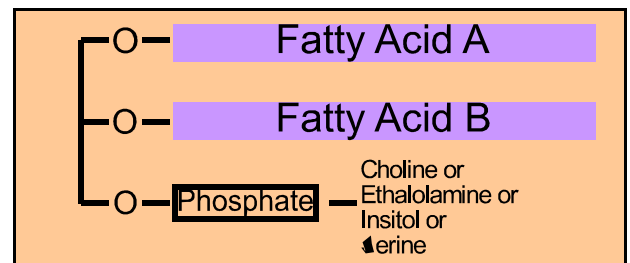 O Fatty Acid A
O Fatty Acid B
O Phosphate
Choline or
Ethalolamine or
Insitol or
erine